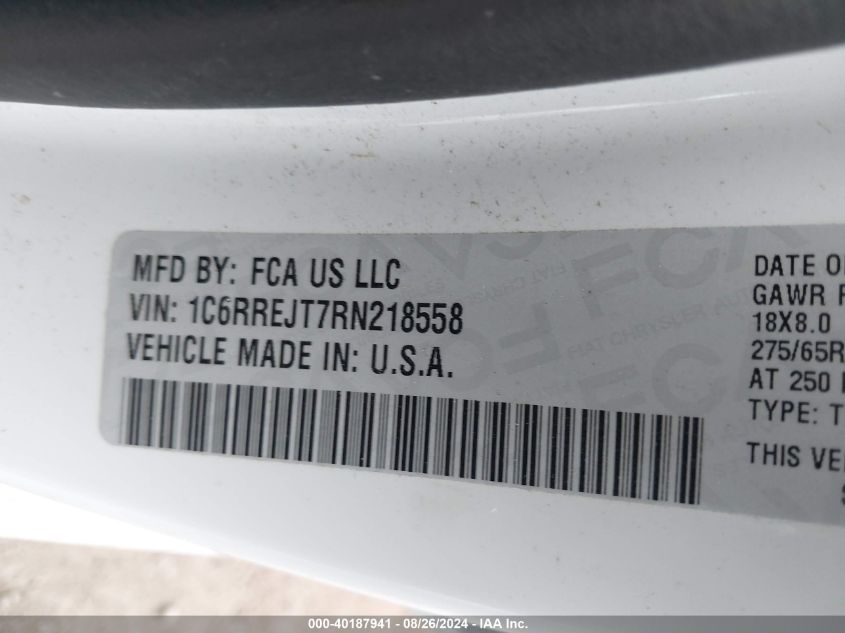 MFD BY: FCA US LLC
VIN: 1C6RREJT7RN218558
VEHICLE MADE IN: U.S.A.
DATE O
GAWR F
18X8.0
275/65R
AT 250
TYPE: T
THIS VE
000-40187941 - 08/26/2024 - IAA Inc.